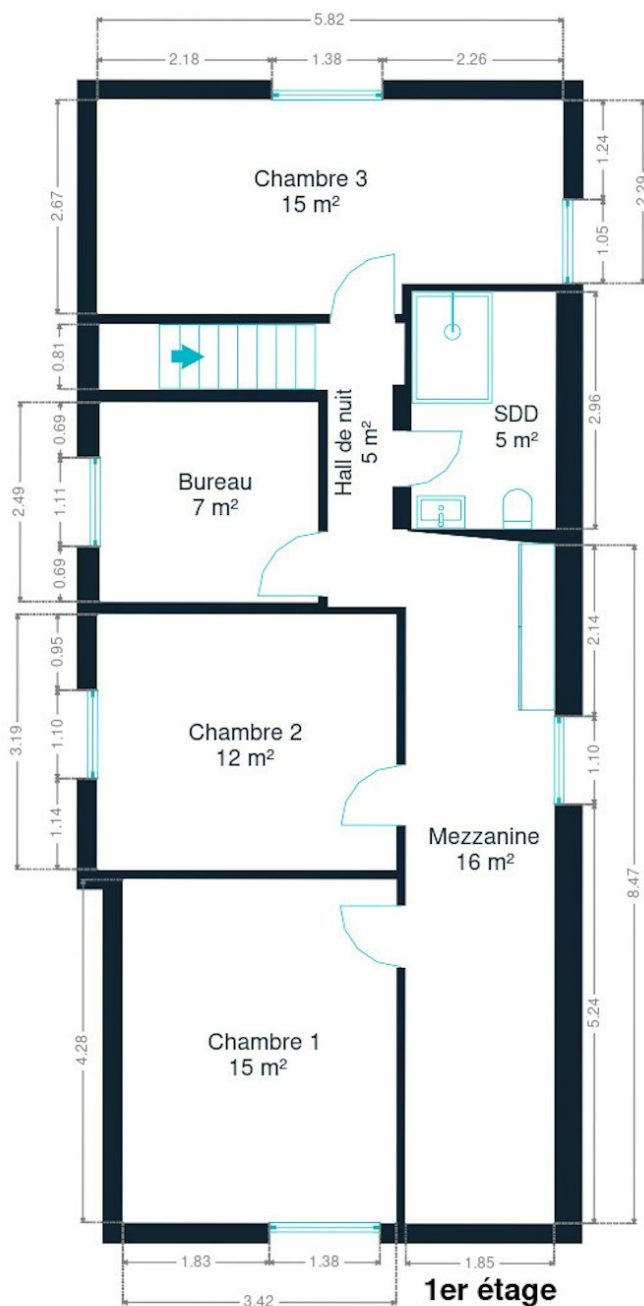 5.82
2.18
1.38
2.26
2.67
Chambre 3
15 m²
1.24
2.29
1.05
0.81
Hall de nuit
5 m²
SDD
5 m²
2.96
2.49
0.69
1.11
0.69
Bureau
7 m²
3.19
0.95
1.10
1.14
Chambre 2
12 m²
2.14
1.10
8.47
5.24
Mezzanine
16 m²
4.28
Chambre 1
15 m²
1.83
1.38
1.85
3.42
1er étage